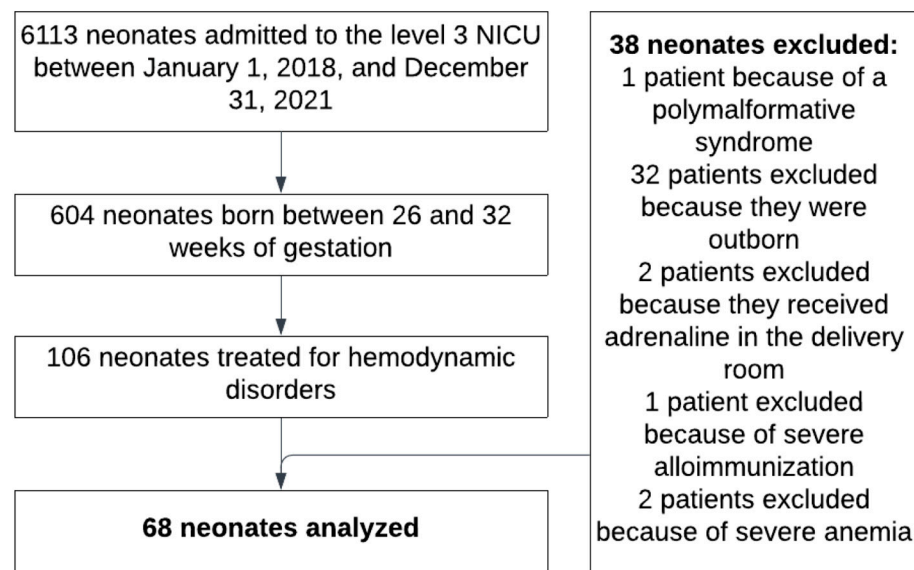 6113 neonates admitted to the level 3 NICU
between January 1, 2018, and December
31, 2021
604 neonates born between 26 and 32
weeks of gestation
106 neonates treated for hemodynamic
disorders
68 neonates analyzed
38 neonates excluded:
1 patient because of a
polymalformative
syndrome
32 patients excluded
because they were
outborn
2 patients excluded
because they received
adrenaline in the delivery
room
1 patient excluded
because of severe
alloimmunization
2 patients excluded
because of severe anemia